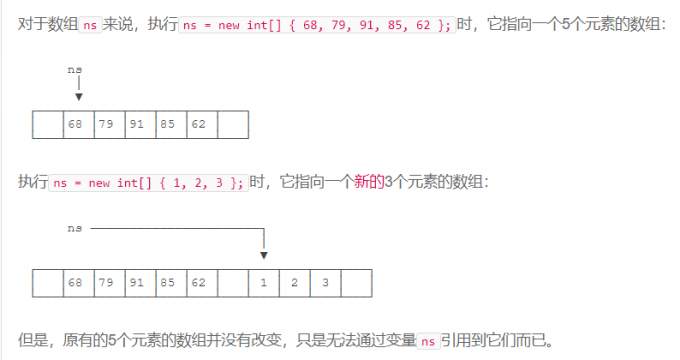 对于数组ns来说，执行ns = new int[] { 68, 79, 91, 85, 62 };时，它指向一个5个元素的数组：
ns
68 79 91 85 62
执行ns = new int[] { 1, 2, 3 };时，它指向一个新的3个元素的数组：
ns
68 79 91 85 62 1 2 3
但是，原有的5个元素的数组并没有改变，只是无法通过变量ns引用到它们而已。